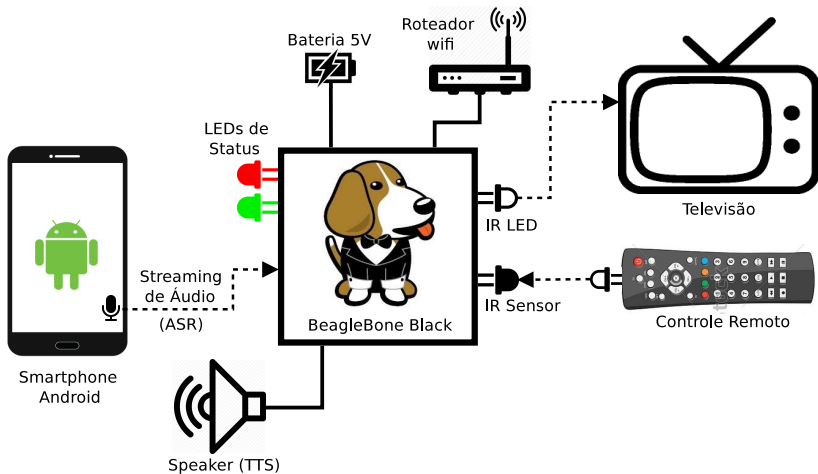 Bateria 5V
Roteador
wifi
LEDs de
Status
IR LED
Televisão
Streaming
de Áudio
(ASR)
IR Sensor
BeagleBone Black
Controle Remoto
Smartphone
Android
Speaker (TTS)